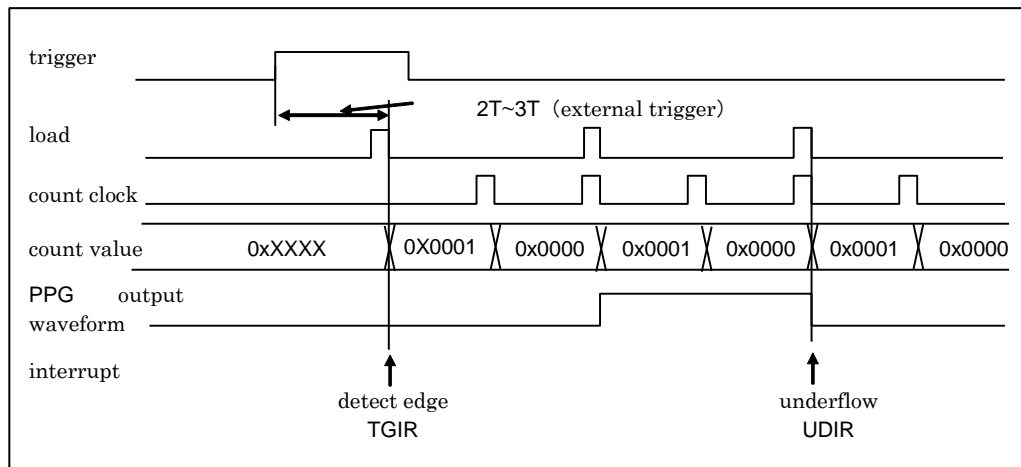 trigger
2T~3T（external trigger）
load
count clock
count value 0xXXXX 0X0001 0x0000 0x0001 0x0000 0x0001 0x0000
PPG output
waveform
interrupt
detect edge underflow
TGIR UDIR